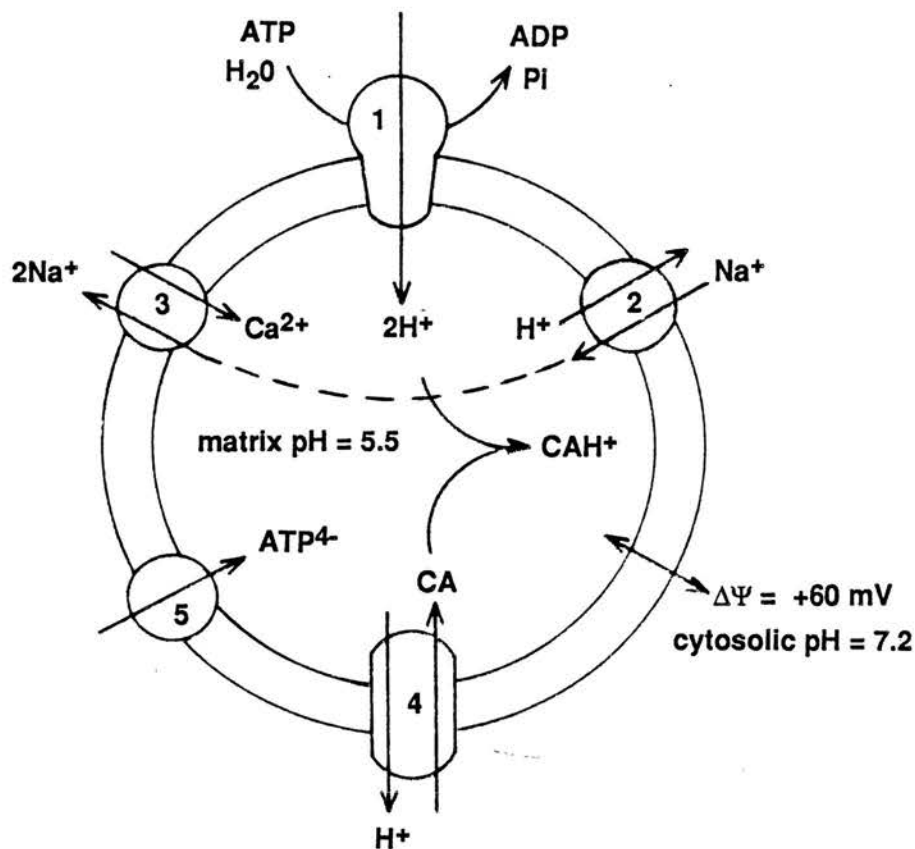 ATP
H₂0
ADP
Pi
1
2Na⁺
3
Ca²⁺
2H⁺
H⁺
2
Na⁺
matrix pH = 5.5
CAH⁺
ATP⁴⁻
5
CA
ΔΨ = +60 mV
cytosolic pH = 7.2
4
H⁺